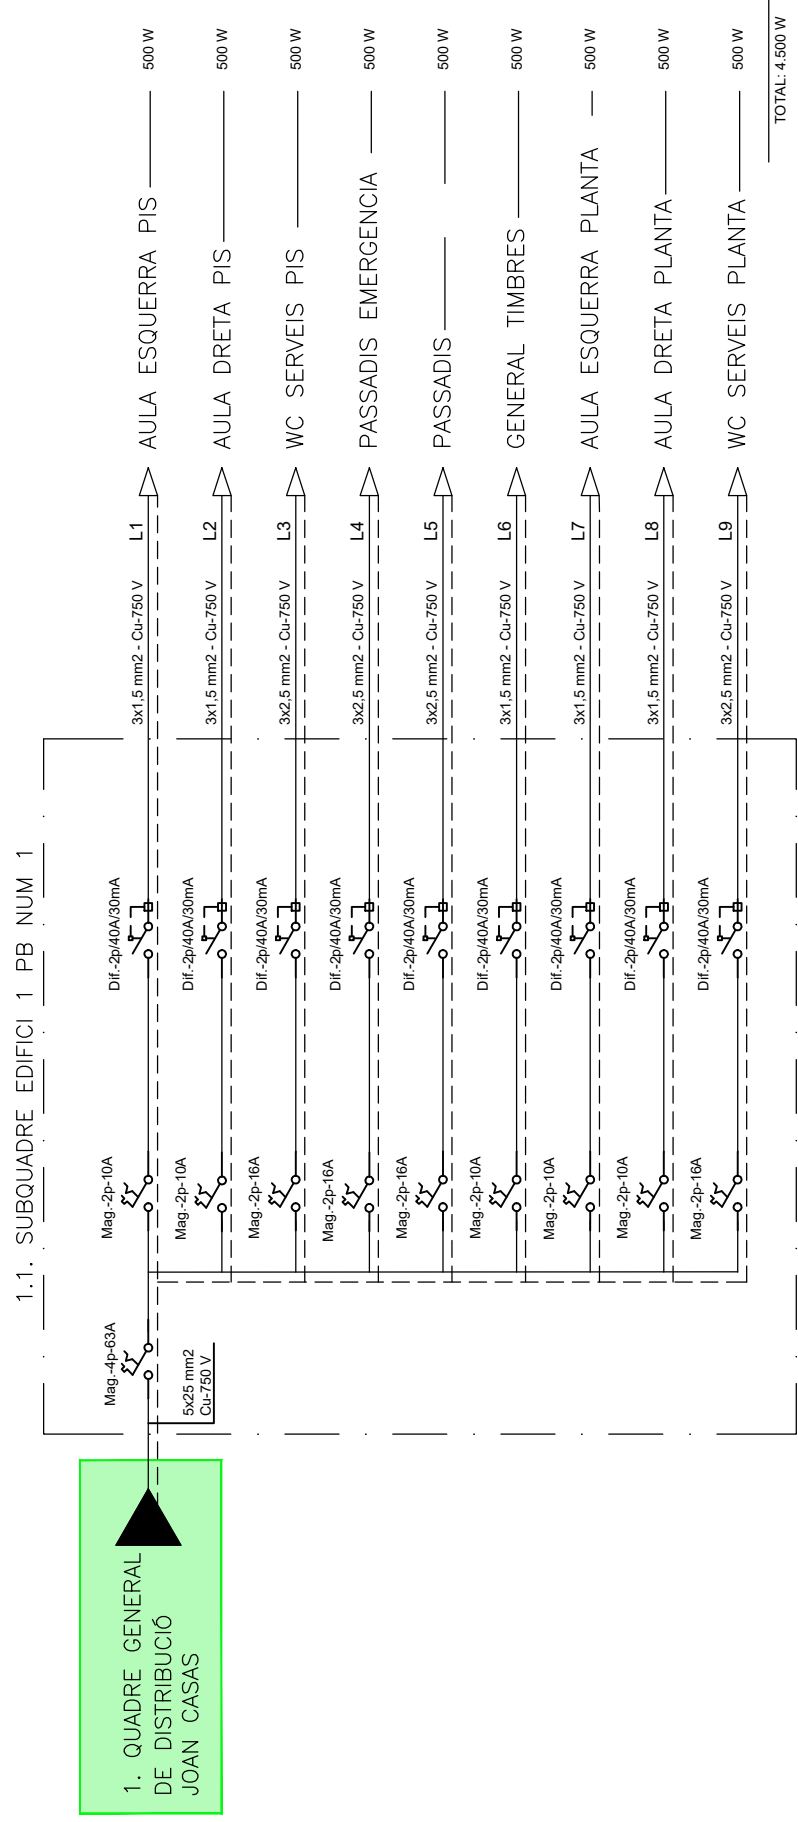 1.1. SUBQUADRE EDIFICI 1 PB NUM 1
1. QUADRE GENERAL
DE DISTRIBUCIÓ
JOAN CASAS
Mag.-4p-63A
5x25 mm2
Cu-750 V
Mag.-2p-10A
Dif.-2p/40A/30mA
3x1,5 mm2 - Cu-750 V
L1
AULA ESQUERRA PIS
500 W
Mag.-2p-10A
Dif.-2p/40A/30mA
3x1,5 mm2 - Cu-750 V
L2
AULA DRETA PIS
500 W
Mag.-2p-16A
Dif.-2p/40A/30mA
3x2,5 mm2 - Cu-750 V
L3
WC SERVEIS PIS
500 W
Mag.-2p-16A
Dif.-2p/40A/30mA
3x2,5 mm2 - Cu-750 V
L4
PASSADIS EMERGENCIA
500 W
Mag.-2p-16A
Dif.-2p/40A/30mA
3x2,5 mm2 - Cu-750 V
L5
PASSADIS
500 W
Mag.-2p-10A
Dif.-2p/40A/30mA
3x1,5 mm2 - Cu-750 V
L6
GENERAL TIMBRES
500 W
Mag.-2p-10A
Dif.-2p/40A/30mA
3x1,5 mm2 - Cu-750 V
L7
AULA ESQUERRA PLANTA
500 W
Mag.-2p-10A
Dif.-2p/40A/30mA
3x1,5 mm2 - Cu-750 V
L8
AULA DRETA PLANTA
500 W
Mag.-2p-16A
Dif.-2p/40A/30mA
3x2,5 mm2 - Cu-750 V
L9
WC SERVEIS PLANTA
500 W
TOTAL: 4.500 W